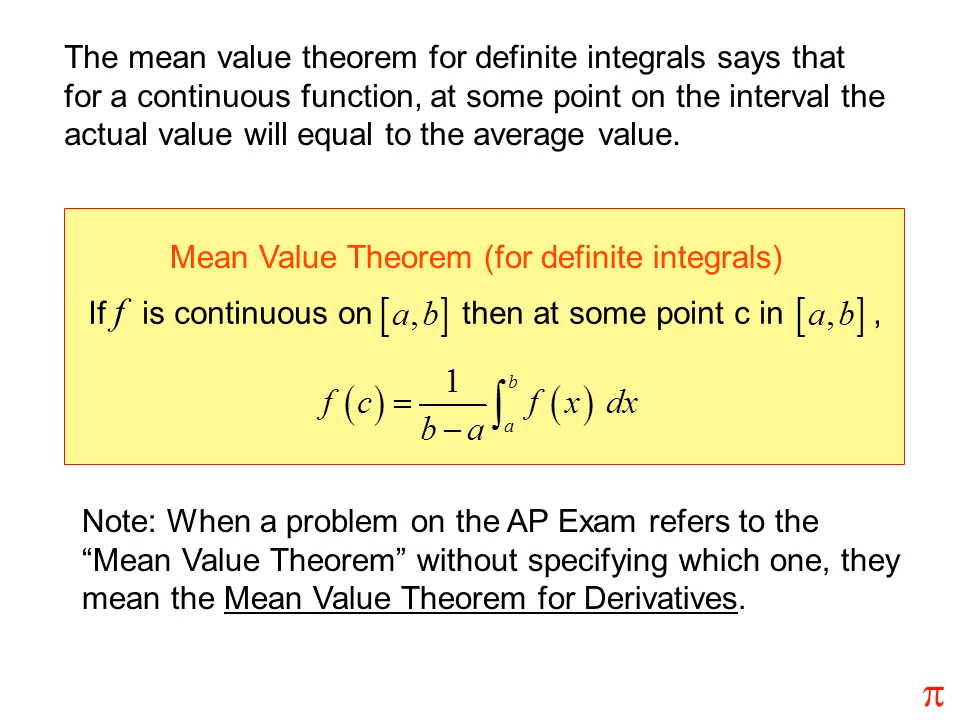 The mean value theorem for definite integrals says that
for a continuous function, at some point on the interval the
actual value will equal to the average value.
Mean Value Theorem (for definite integrals)
If f is continuous on [a, b] then at some point c in [a, b] ,
f (c) = 1/(b − a) ∫_a^b f (x) dx
Note: When a problem on the AP Exam refers to the
“Mean Value Theorem” without specifying which one, they
mean the Mean Value Theorem for Derivatives.
π